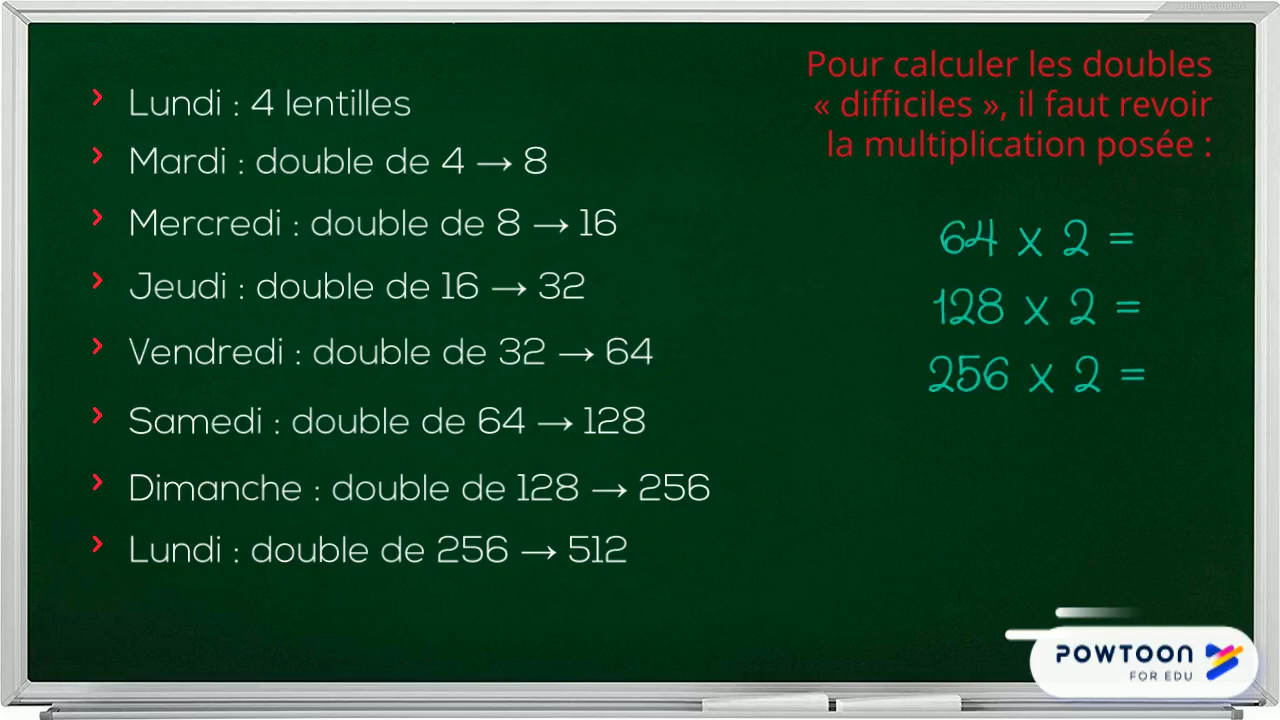 Lundi : 4 lentilles
Mardi : double de 4 → 8
Mercredi : double de 8 → 16
Jeudi : double de 16 → 32
Vendredi : double de 32 → 64
Samedi : double de 64 → 128
Dimanche : double de 128 → 256
Lundi : double de 256 → 512
Pour calculer les doubles
« difficiles », il faut revoir
la multiplication posée :
64 x 2 =
128 x 2 =
256 x 2 =
POWTOON
FOR EDU